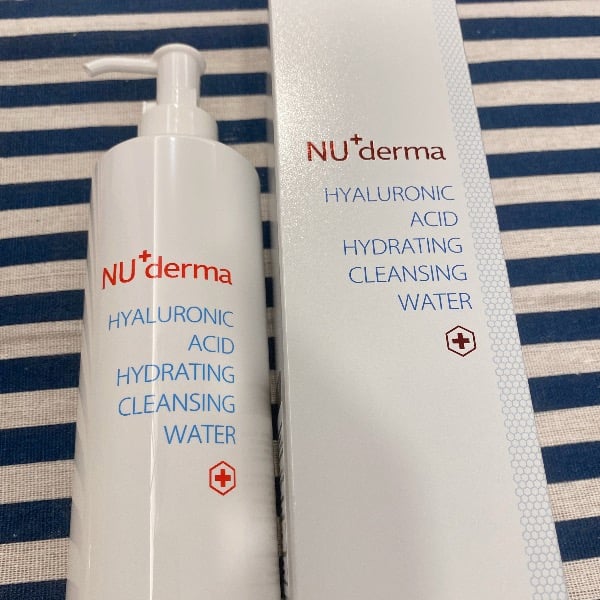 NU+derma
HYALURONIC
ACID
HYDRATING
CLEANSING
WATER
NU+derma
HYALURONIC
ACID
HYDRATING
CLEANSING
WATER